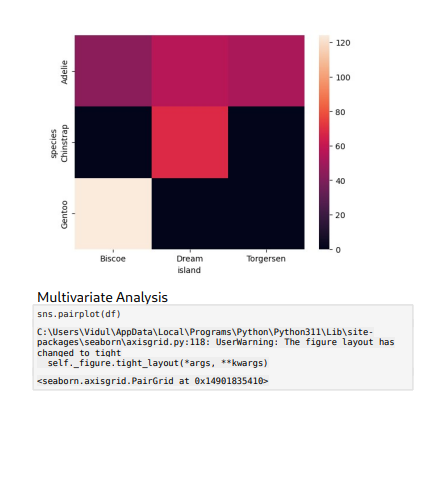 120
100
80
60
40
20
0
species
Adelie
Chinstrap
Gentoo
Biscoe Dream Torgersen
island
Multivariate Analysis
sns.pairplot(df)
C:\Users\Vidul\AppData\Local\Programs\Python\Python311\Lib\site-
packages\seaborn\axisgrid.py:118: UserWarning: The figure layout has
changed to tight
self._figure.tight_layout(*args, **kwargs)
<seaborn.axisgrid.PairGrid at 0x14901835410>